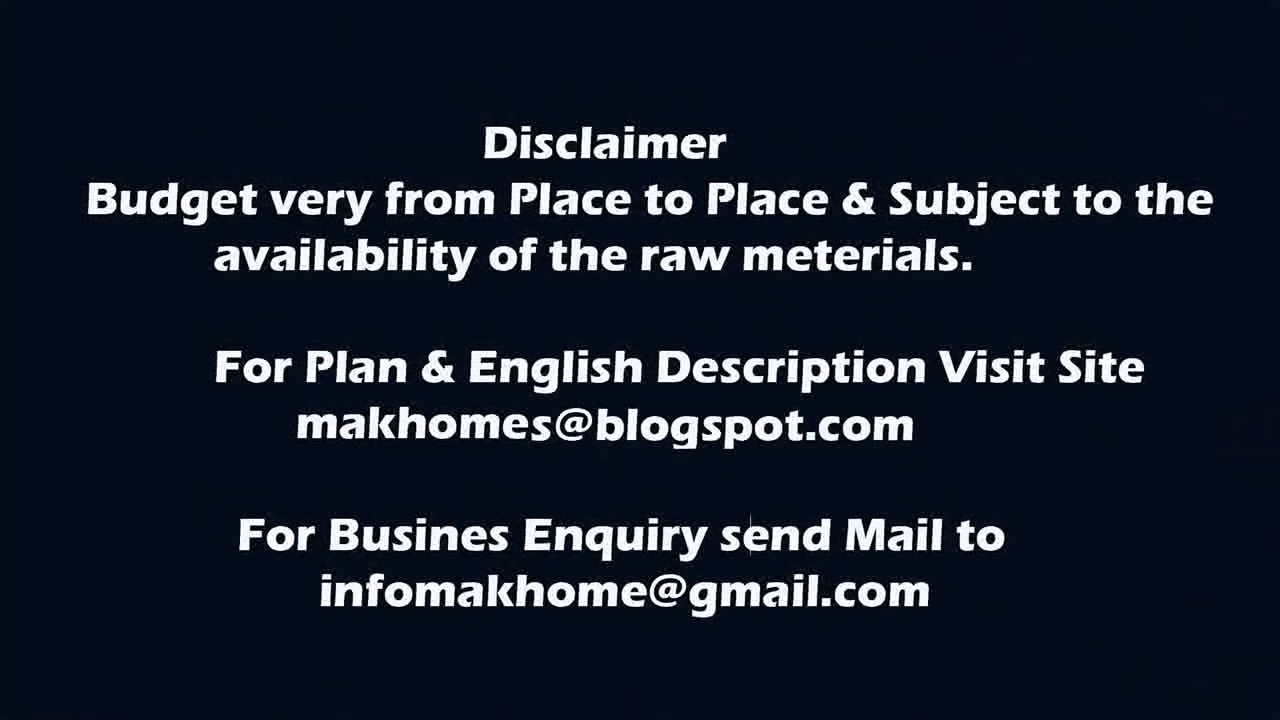 Disclaimer
Budget very from Place to Place & Subject to the
availability of the raw meterials.
For Plan & English Description Visit Site
makhomes@blogspot.com
For Busines Enquiry send Mail to
infomakhome@gmail.com